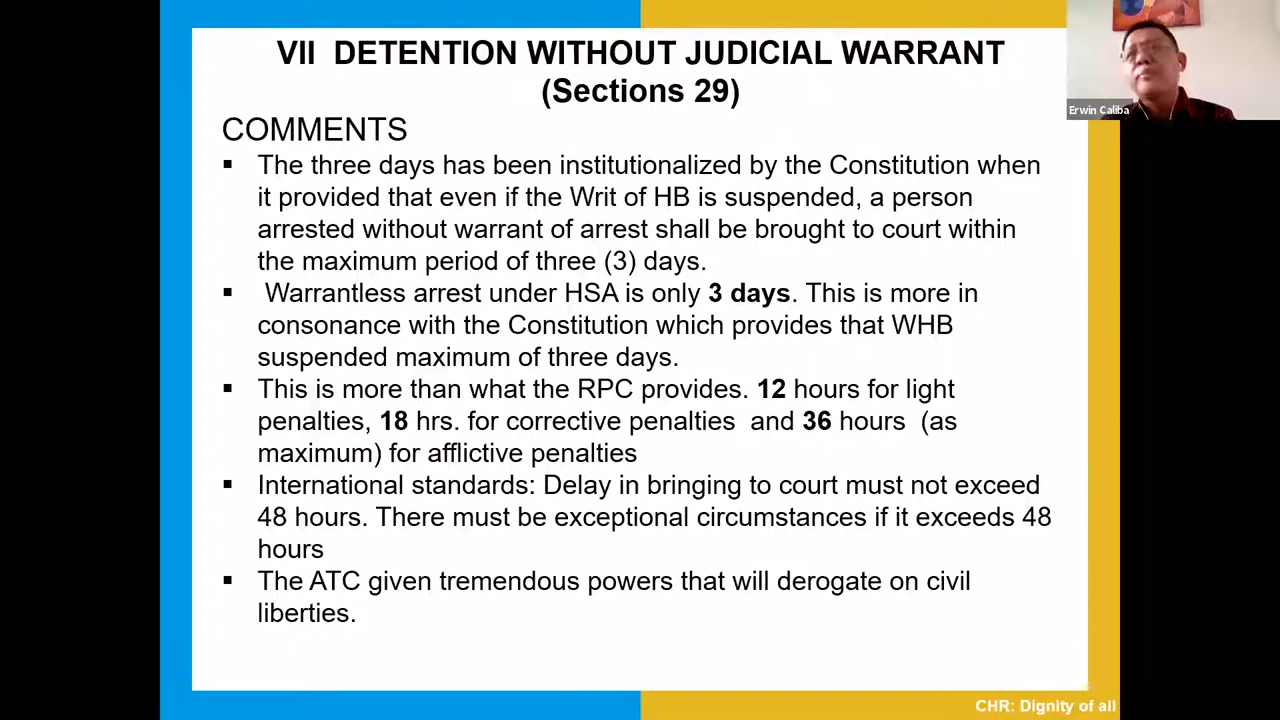 VII DETENTION WITHOUT JUDICIAL WARRANT
(Sections 29)
COMMENTS
▪ The three days has been institutionalized by the Constitution when
it provided that even if the Writ of HB is suspended, a person
arrested without warrant of arrest shall be brought to court within
the maximum period of three (3) days.
▪ Warrantless arrest under HSA is only 3 days. This is more in
consonance with the Constitution which provides that WHB
suspended maximum of three days.
▪ This is more than what the RPC provides. 12 hours for light
penalties, 18 hrs. for corrective penalties and 36 hours (as
maximum) for afflictive penalties
▪ International standards: Delay in bringing to court must not exceed
48 hours. There must be exceptional circumstances if it exceeds 48
hours
▪ The ATC given tremendous powers that will derogate on civil
liberties.
Erwin Caliba
CHR: Dignity of all